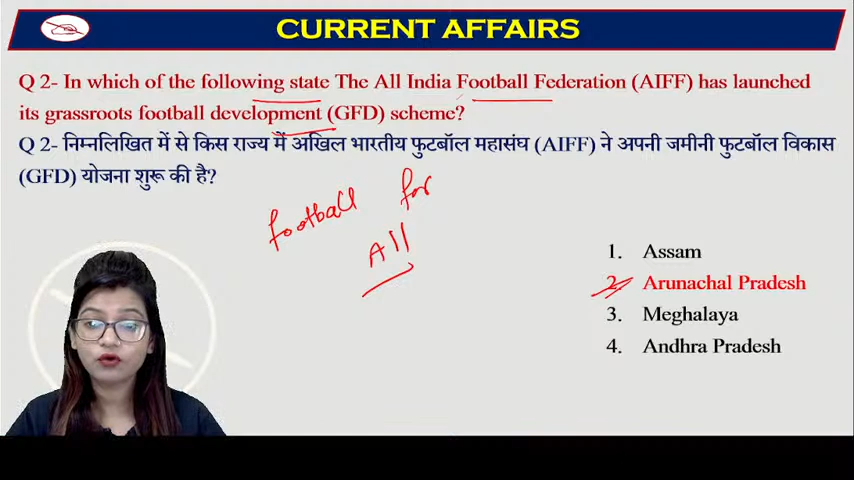 CURRENT AFFAIRS
Q 2- In which of the following state The All India Football Federation (AIFF) has launched
its grassroots football development (GFD) scheme?
Q 2- निम्नलिखित में से किस राज्य मैं अखिल भारतीय फुटबॉल महासंघ (AIFF) ने अपनी जमीनी फुटबॉल विकास
(GFD) योजना शुरू की है?
football for
All
1. Assam
2. Arunachal Pradesh
3. Meghalaya
4. Andhra Pradesh